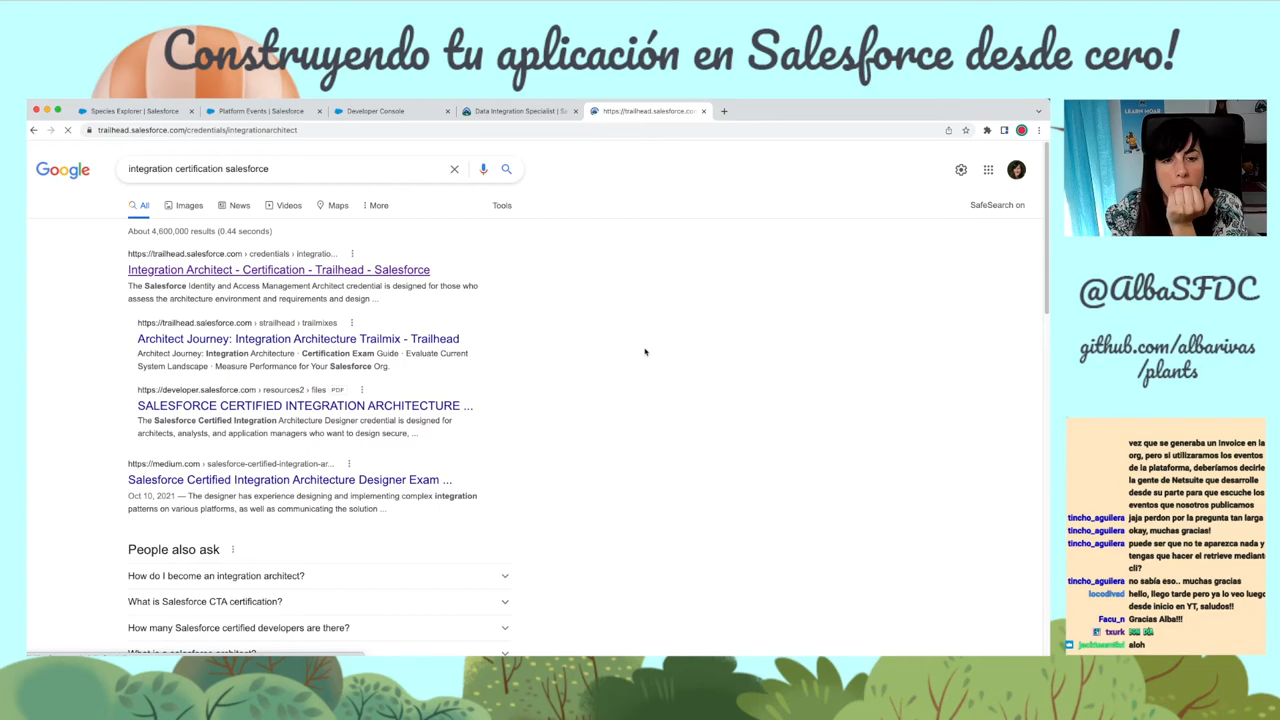 Construyendo tu aplicación en Salesforce desde cero!
Species Explorer | Salesforce
Platform Events | Salesforce
Developer Console
Data Integration Specialist | Sa
https://trailhead.salesforce.com
trailhead.salesforce.com/credentials/integrationarchitect
LEARN MOAR
Google
integration certification salesforce
All
Images
News
Videos
Maps
More
Tools
SafeSearch on
About 4,600,000 results (0.44 seconds)
https://trailhead.salesforce.com › credentials › integratio...
Integration Architect - Certification - Trailhead - Salesforce
The Salesforce Identity and Access Management Architect credential is designed for those who
assess the architecture environment and requirements and design ...
https://trailhead.salesforce.com › strailhead › trailmixes
Architect Journey: Integration Architecture Trailmix - Trailhead
Architect Journey: Integration Architecture · Certification Exam Guide · Evaluate Current
System Landscape · Measure Performance for Your Salesforce Org.
https://developer.salesforce.com › resources2 › files PDF
SALESFORCE CERTIFIED INTEGRATION ARCHITECTURE ...
The Salesforce Certified Integration Architecture Designer credential is designed for
architects, analysts, and application managers who want to design secure, ...
https://medium.com › salesforce-certified-integration-ar...
Salesforce Certified Integration Architecture Designer Exam ...
Oct 10, 2021 — The designer has experience designing and implementing complex integration
patterns on various platforms, as well as communicating the solution ...
People also ask
How do I become an integration architect?
What is Salesforce CTA certification?
How many Salesforce certified developers are there?
What is a salesforce architect?
@AlbaSFDC
github.com/albarivas
/plants
vez que se generaba un Invoice en la
org, pero si utilizaramos los eventos
de la plataforma, deberíamos decirle
la gente de Netsuite que desarrolle
desde su parte para que escuche los
eventos que nosotros publicamos
tincho_aguilera jaja perdon por la pregunta tan larga
tincho_aguilera okay, muchas gracias!
tincho_aguilera puede ser que no te aparezca nada y
tengas que hacer el retrieve mediant
cli?
tincho_aguilera no sabía eso.. muchas gracias
locodivad hello, llego tarde pero ya lo veo luego
desde inicio en YT, saludos!!
Facu_n Gracias Alba!!!
txurk
aloh